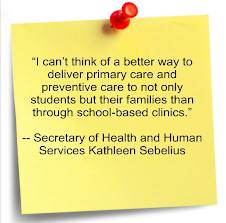 “I can’t think of a better way to
deliver primary care and
preventive care to not only
students but their families than
through school-based clinics.”
-- Secretary of Health and Human
Services Kathleen Sebelius